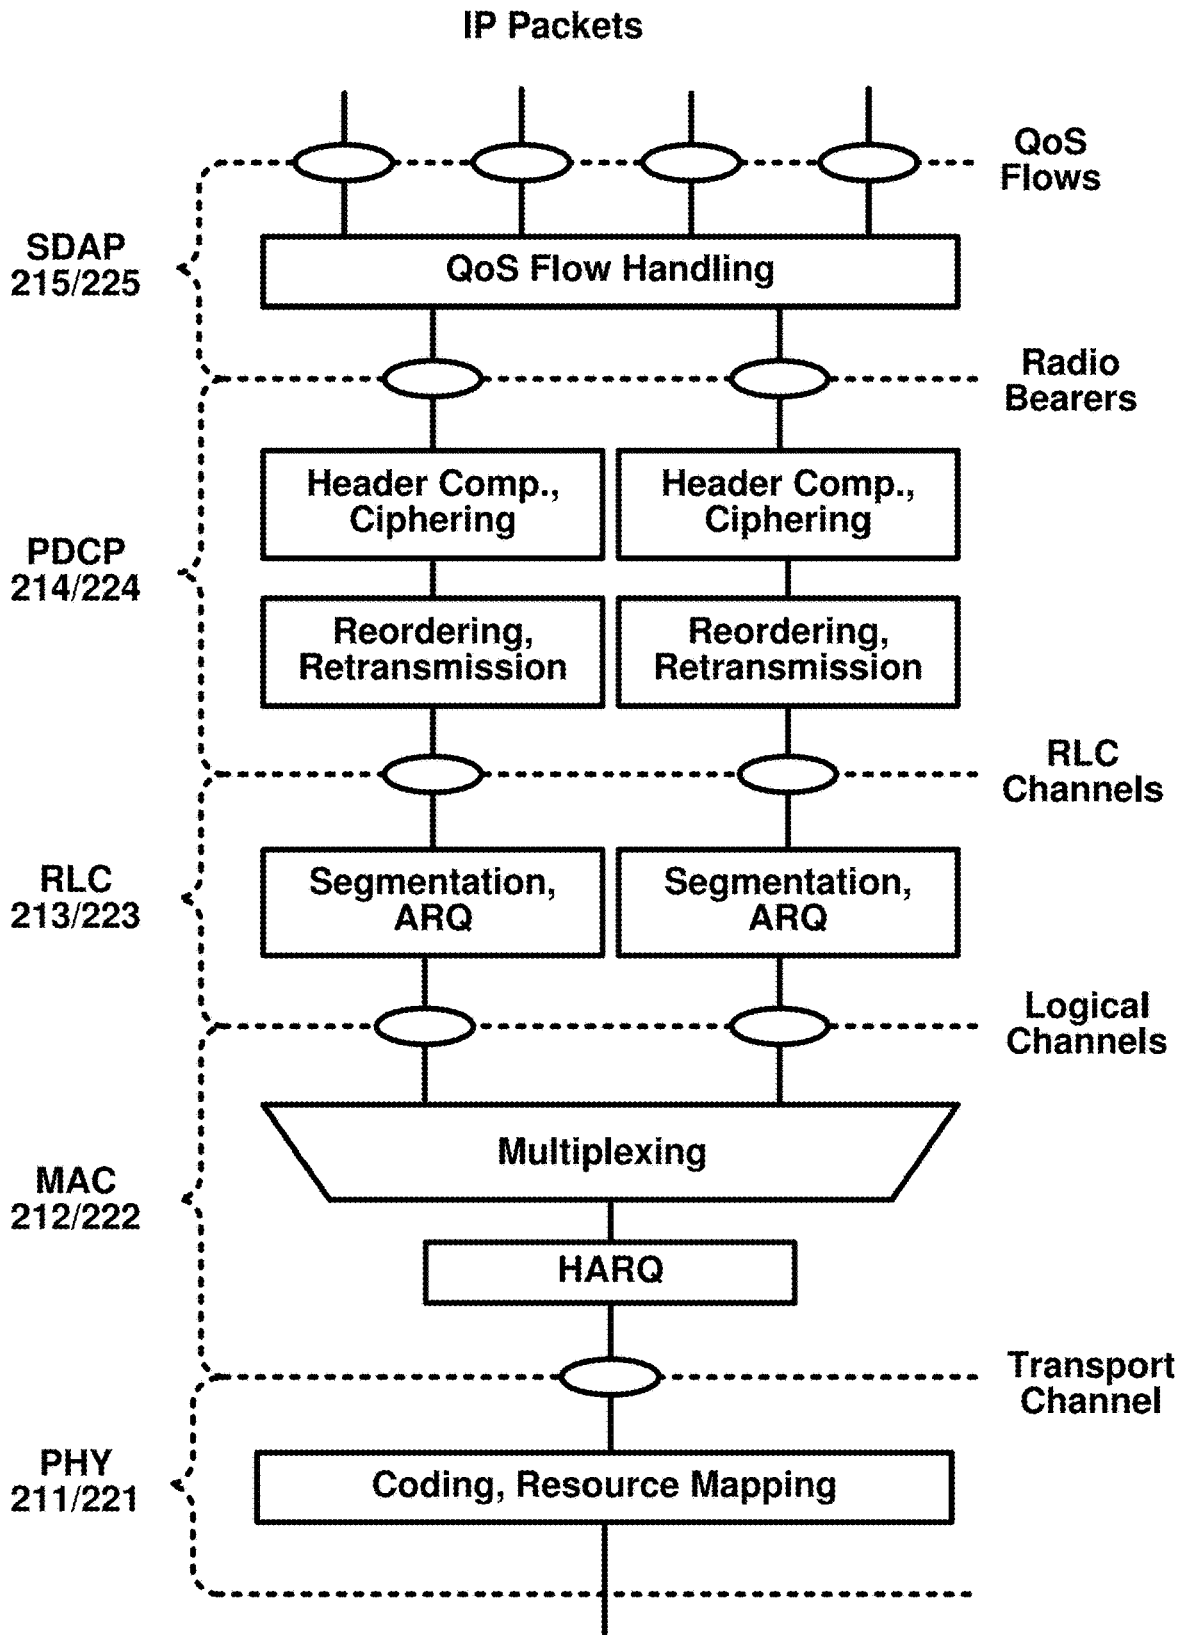 IP Packets
QoS
Flows
SDAP
215/225
QoS Flow Handling
Radio
Bearers
Header Comp.,
Ciphering
Header Comp.,
Ciphering
PDCP
214/224
Reordering,
Retransmission
Reordering,
Retransmission
RLC
Channels
RLC
213/223
Segmentation,
ARQ
Segmentation,
ARQ
Logical
Channels
Multiplexing
MAC
212/222
HARQ
Transport
Channel
PHY
211/221
Coding, Resource Mapping